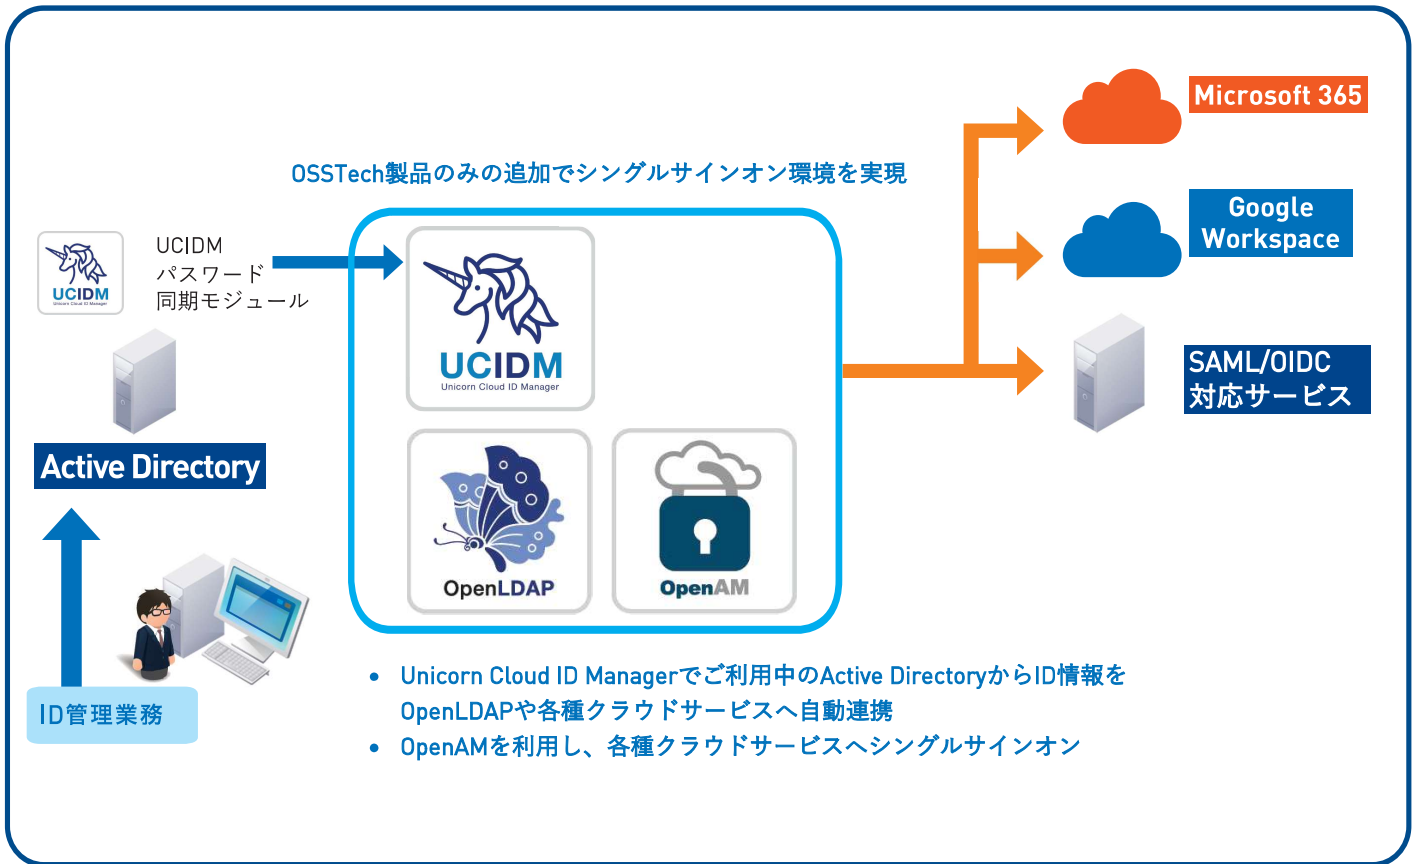 Microsoft 365
OSSTech製品のみの追加でシングルサインオン環境を実現
Google
Workspace
UCIDM
Unicorn Cloud ID Manager
UCIDM
パスワード
同期モジュール
UCIDM
Unicorn Cloud ID Manager
SAML/OIDC
対応サービス
Active Directory
OpenLDAP
OpenAM
ID管理業務
• Unicorn Cloud ID Managerでご利用中のActive DirectoryからID情報を
OpenLDAPや各種クラウドサービスへ自動連携
• OpenAMを利用し、各種クラウドサービスへシングルサインオン